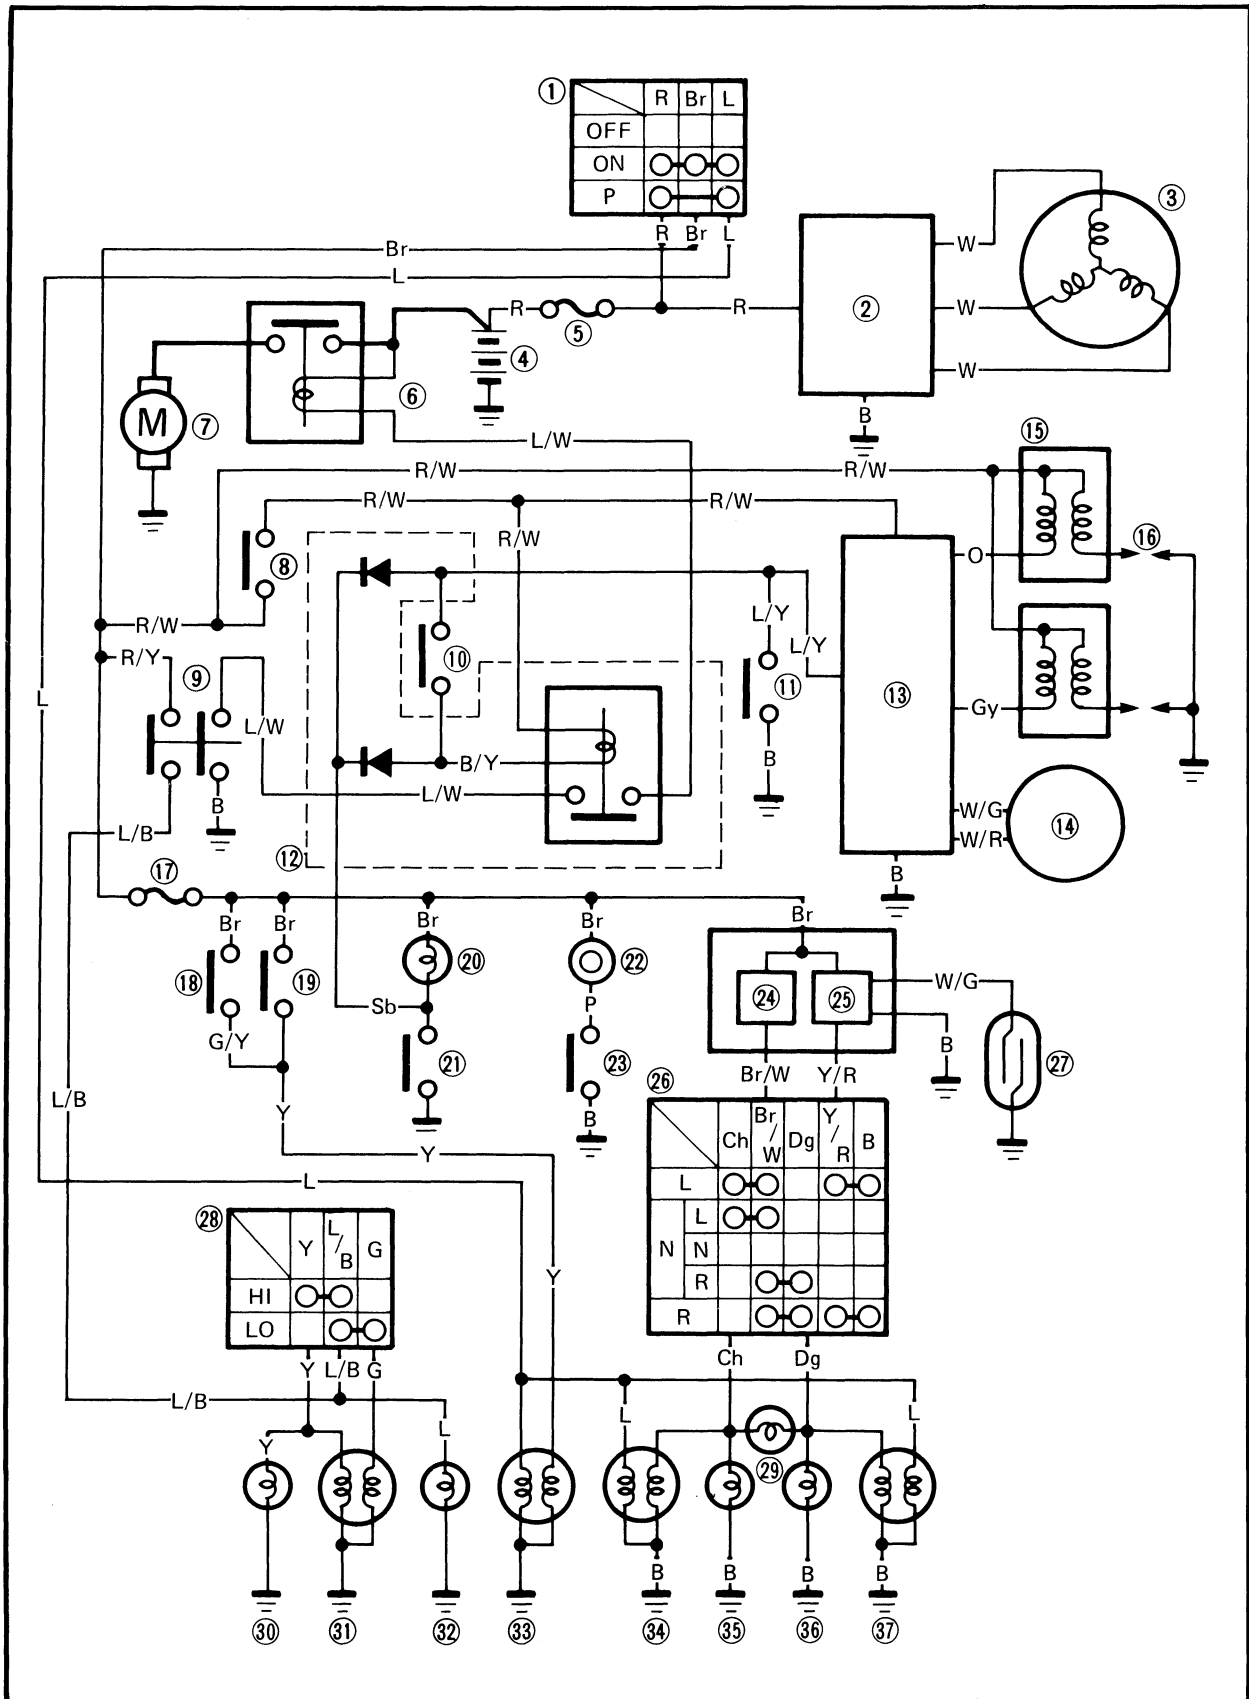 ① R Br L
OFF
ON
P
R Br L
Br
L
③
W
②
W
W
B
R
⑤
R
④
⑥
M
⑦
L/W
⑮
R/W
R/W
R/W
R/W
R/W
⑧
⑯
O
L/Y
L/Y
R/W
R/Y
⑨
⑩
⑪
⑬
L
L/W
Gy
B/Y
B
L/W
B
L/B
W/G
W/R
⑭
⑫
B
⑰
Br
Br
Br
Br
Br
⑱
⑲
⑳
㉒
㉔
㉕
W/G
Sb
P
G/Y
B
㉑
㉓
㉗
Br/W
Y/R
㉖
L/B
Y
B
Ch Br/W Dg Y/R B
Y
L
L
N L
N
R
R
㉘
Y L/B G
HI
LO
Y
Ch
Dg
Y L/B G
L/B
L
L
L
Y
㉙
B
B
B
B
㉚ ㉛ ㉜ ㉝ ㉞ ㉟ ㊱ ㊲